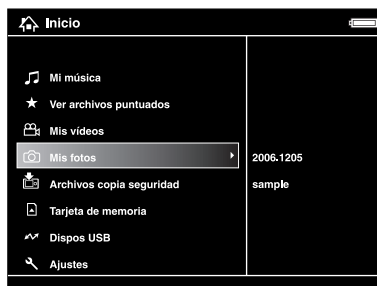 Inicio
Mi música
Ver archivos puntuados
Mis vídeos
Mis fotos
2006.1205
Archivos copia seguridad
sample
Tarjeta de memoria
Dispos USB
Ajustes